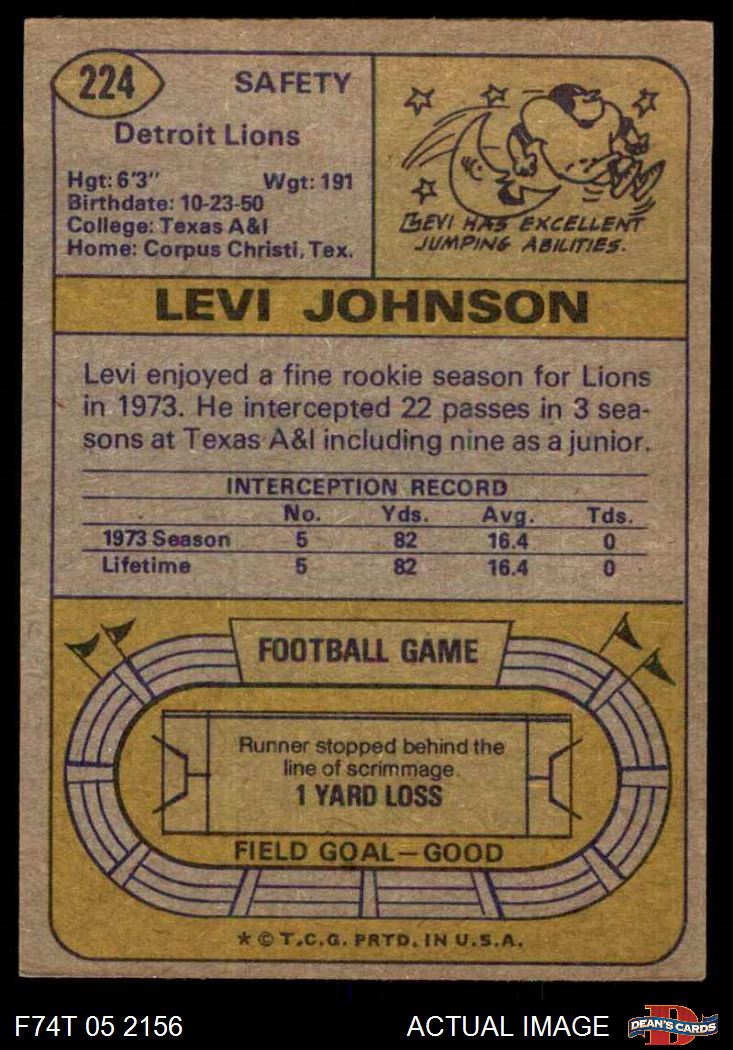 224
SAFETY
Detroit Lions
Hgt: 6'3" Wgt: 191
Birthdate: 10-23-50
College: Texas A&I
Home: Corpus Christi, Tex.
LEVI HAS EXCELLENT
JUMPING ABILITIES.
LEVI JOHNSON
Levi enjoyed a fine rookie season for Lions
in 1973. He intercepted 22 passes in 3 sea-
sons at Texas A&I including nine as a junior.
INTERCEPTION RECORD
No. Yds. Avg. Tds.
1973 Season 5 82 16.4 0
Lifetime 5 82 16.4 0
FOOTBALL GAME
Runner stopped behind the
line of scrimmage.
1 YARD LOSS
FIELD GOAL—GOOD
* © T.C.G. PRTD. IN U.S.A.
F74T 05 2156 ACTUAL IMAGE
D
DEAN'S CARDS